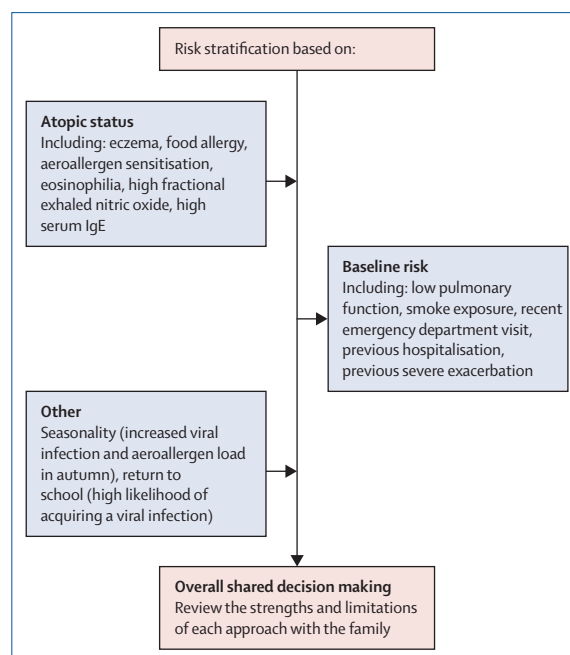 Risk stratification based on:
Atopic status
Including: eczema, food allergy,
aeroallergen sensitisation,
eosinophilia, high fractional
exhaled nitric oxide, high
serum IgE
Baseline risk
Including: low pulmonary
function, smoke exposure, recent
emergency department visit,
previous hospitalisation,
previous severe exacerbation
Other
Seasonality (increased viral
infection and aeroallergen load
in autumn), return to
school (high likelihood of
acquiring a viral infection)
Overall shared decision making
Review the strengths and limitations
of each approach with the family